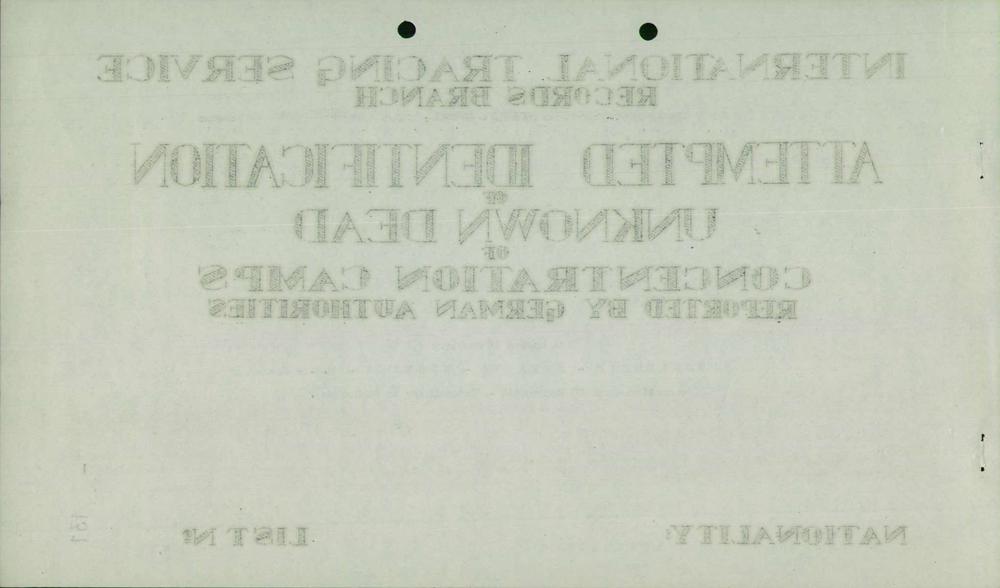 INTERNATIONAL TRACING SERVICE
RECORDS BRANCH
ATTEMPTED IDENTIFICATION
OF
UNKNOWN DEAD
OF
CONCENTRATION CAMPS
REPORTED BY GERMAN AUTHORITIES
NATIONALITY: LIST Nº